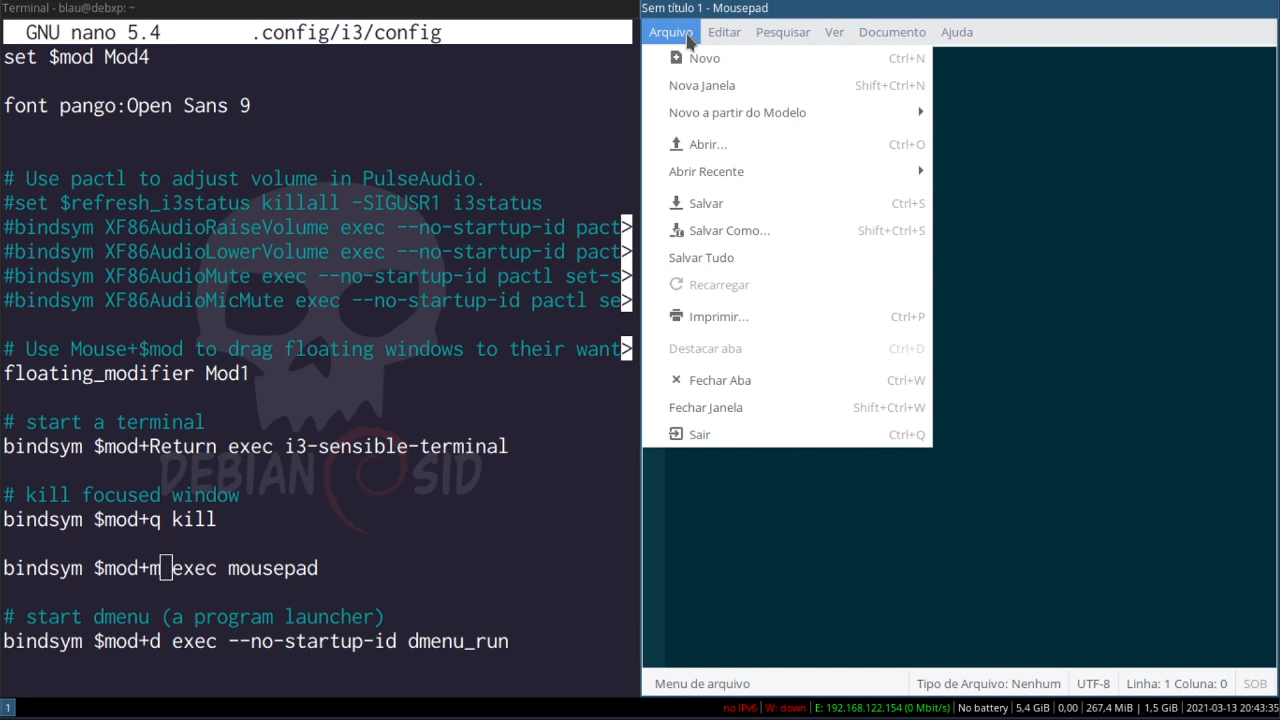 Terminal - blau@debxp: ~
GNU nano 5.4 .config/i3/config
set $mod Mod4
font pango:Open Sans 9
# Use pactl to adjust volume in PulseAudio.
#set $refresh_i3status killall -SIGUSR1 i3status
#bindsym XF86AudioRaiseVolume exec --no-startup-id pact>
#bindsym XF86AudioLowerVolume exec --no-startup-id pact>
#bindsym XF86AudioMute exec --no-startup-id pactl set-s>
#bindsym XF86AudioMicMute exec --no-startup-id pactl se>
# Use Mouse+$mod to drag floating windows to their want>
floating_modifier Mod1
# start a terminal
bindsym $mod+Return exec i3-sensible-terminal
# kill focused window
bindsym $mod+q kill
bindsym $mod+m exec mousepad
# start dmenu (a program launcher)
bindsym $mod+d exec --no-startup-id dmenu_run
DEBIAN SID
Sem título 1 - Mousepad
Arquivo Editar Pesquisar Ver Documento Ajuda
Novo Ctrl+N
Nova Janela Shift+Ctrl+N
Novo a partir do Modelo
Abrir... Ctrl+O
Abrir Recente
Salvar Ctrl+S
Salvar Como... Shift+Ctrl+S
Salvar Tudo
Recarregar
Imprimir... Ctrl+P
Destacar aba Ctrl+D
Fechar Aba Ctrl+W
Fechar Janela Shift+Ctrl+W
Sair Ctrl+Q
Menu de arquivo Tipo de Arquivo: Nenhum UTF-8 Linha: 1 Coluna: 0 SOB
1 no IPv6 | W: down | E: 192.168.122.154 (0 Mbit/s) | No battery | 5,4 GiB | 0,00 | 267,4 MiB | 1,5 GiB | 2021-03-13 20:43:35